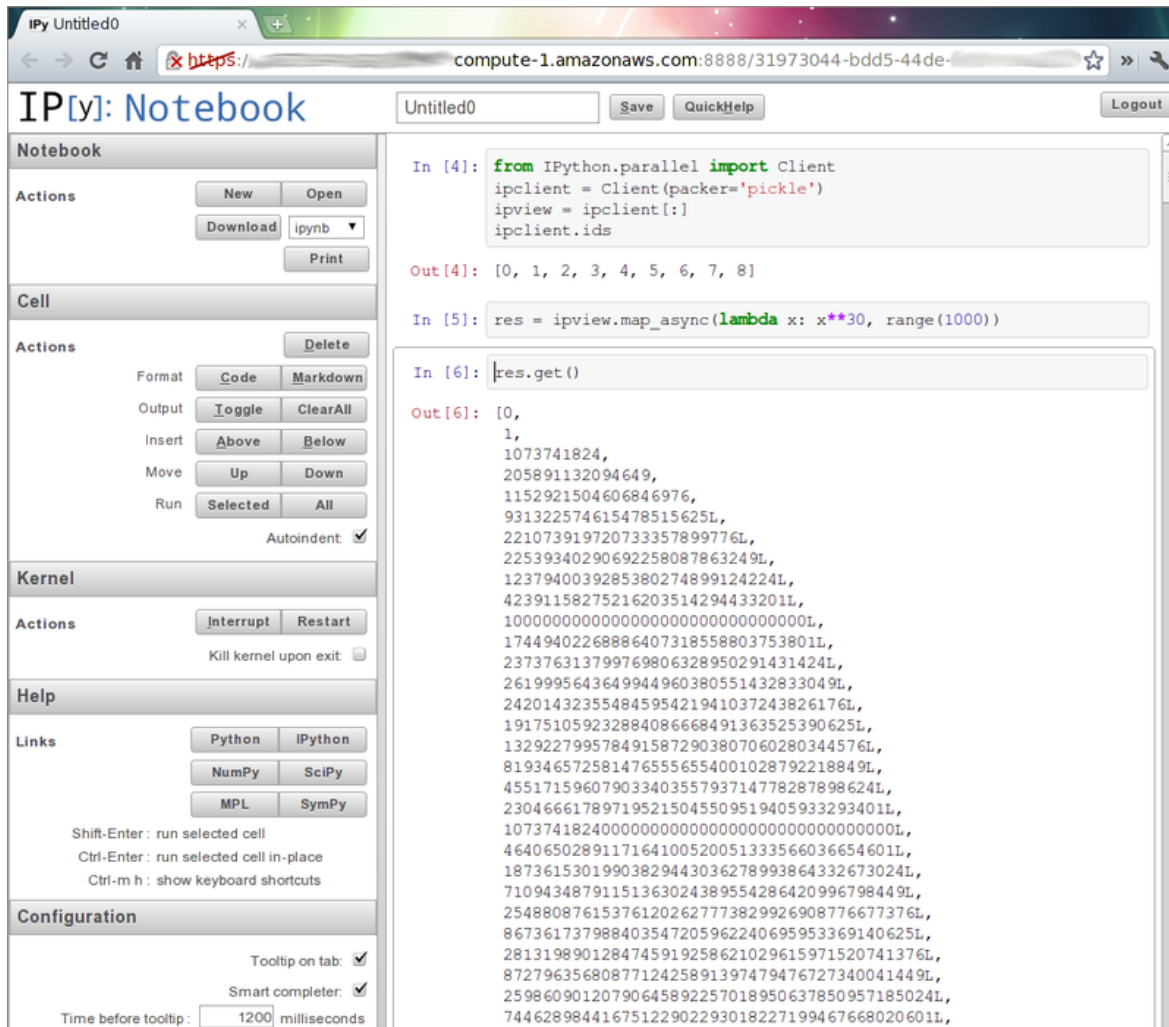 IPy Untitled0
https:/ compute-1.amazonaws.com:8888/31973044-bdd5-44de-
IP[y]: Notebook
Untitled0
Save
QuickHelp
Logout
Notebook
Actions
New
Open
Download
ipynb
Print
Cell
Actions
Delete
Format
Code
Markdown
Output
Toggle
ClearAll
Insert
Above
Below
Move
Up
Down
Run
Selected
All
Autoindent:
Kernel
Actions
Interrupt
Restart
Kill kernel upon exit:
Help
Links
Python
IPython
NumPy
SciPy
MPL
SymPy
Shift-Enter : run selected cell
Ctrl-Enter : run selected cell in-place
Ctrl-m h : show keyboard shortcuts
Configuration
Tooltip on tab:
Smart completer:
Time before tooltip : 1200 milliseconds
In [4]: from IPython.parallel import Client
ipclient = Client(packer='pickle')
ipview = ipclient[:]
ipclient.ids
Out[4]: [0, 1, 2, 3, 4, 5, 6, 7, 8]
In [5]: res = ipview.map_async(lambda x: x**30, range(1000))
In [6]: res.get()
Out[6]: [0,
1,
1073741824,
205891132094649,
1152921504606846976,
931322574615478515625L,
221073919720733357899776L,
22539340290692258087863249L,
1237940039285380274899124224L,
42391158275216203514294433201L,
1000000000000000000000000000000L,
17449402268886407318558803753801L,
237376313799769806328950291431424L,
2619995643649944960380551432833049L,
24201432355484595421941037243826176L,
191751059232884086668491363525390625L,
1329227995784915872903807060280344576L,
8193465725814765556554001028792218849L,
45517159607903340355793714778287898624L,
230466617897195215045509519405933293401L,
1073741824000000000000000000000000000000L,
4640650289117164100520051333566036654601L,
18736153019903829443036278993864332673024L,
71094348791151363024389554286420996798449L,
254880876153761202627773829926908776677376L,
867361737988403547205962240695953369140625L,
2813198901284745919258621029615971520741376L,
8727963568087712425891397479476727340041449L,
25986090120790645892257018950637850957185024L,
74462898441675122902293018227199467668020601L,